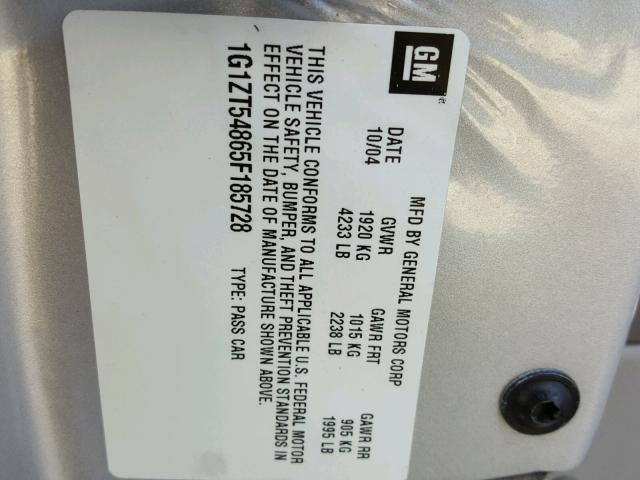 GM
MFD BY GENERAL MOTORS CORP
DATE GVWR GAWR FRT GAWR RR
10/04 1920 KG 1015 KG 905 KG
4233 LB 2238 LB 1995 LB
THIS VEHICLE CONFORMS TO ALL APPLICABLE U.S. FEDERAL MOTOR
VEHICLE SAFETY, BUMPER, AND THEFT PREVENTION STANDARDS IN
EFFECT ON THE DATE OF MANUFACTURE SHOWN ABOVE.
1G1ZT54865F185728 TYPE: PASS CAR